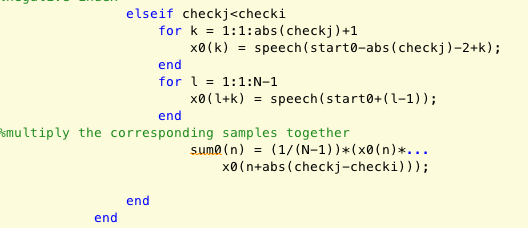 %negative index
elseif checkj<checki
for k = 1:1:abs(checkj)+1
x0(k) = speech(start0-abs(checkj)-2+k);
end
for l = 1:1:N-1
x0(l+k) = speech(start0+(l-1));
end
%multiply the corresponding samples together
sum0(n) = (1/(N-1))*(x0(n)*...
x0(n+abs(checkj-checki)));
end
end